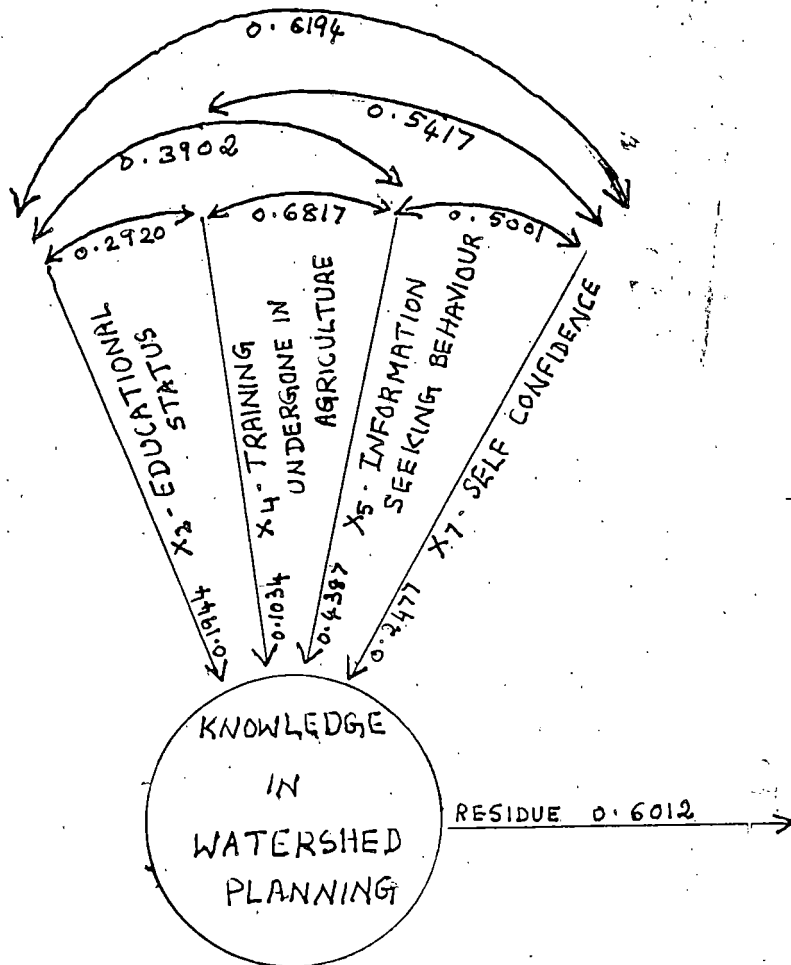 0.6194
0.5417
0.3902
0.2920
0.6817
0.5001
X2 - EDUCATIONAL
STATUS
X4 - TRAINING
UNDERGONE IN
AGRICULTURE
X5 - INFORMATION
SEEKING BEHAVIOUR
X7 - SELF CONFIDENCE
0.1944
0.1034
0.4387
0.2477
KNOWLEDGE
IN
WATERSHED
PLANNING
RESIDUE 0.6012